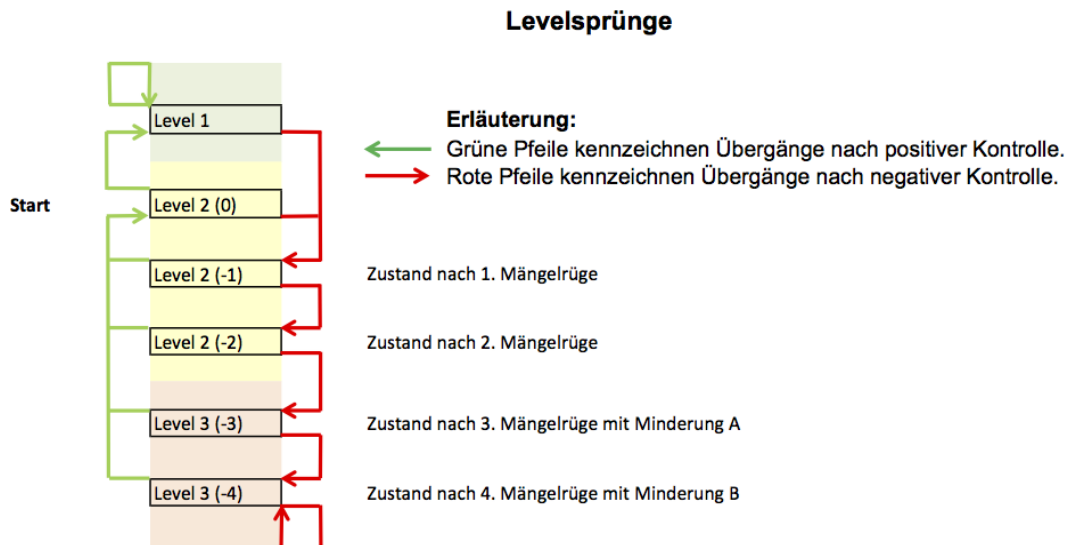 Levelsprünge
Level 1
Erläuterung:
Grüne Pfeile kennzeichnen Übergänge nach positiver Kontrolle.
Rote Pfeile kennzeichnen Übergänge nach negativer Kontrolle.
Start
Level 2 (0)
Level 2 (-1)
Zustand nach 1. Mängelrüge
Level 2 (-2)
Zustand nach 2. Mängelrüge
Level 3 (-3)
Zustand nach 3. Mängelrüge mit Minderung A
Level 3 (-4)
Zustand nach 4. Mängelrüge mit Minderung B